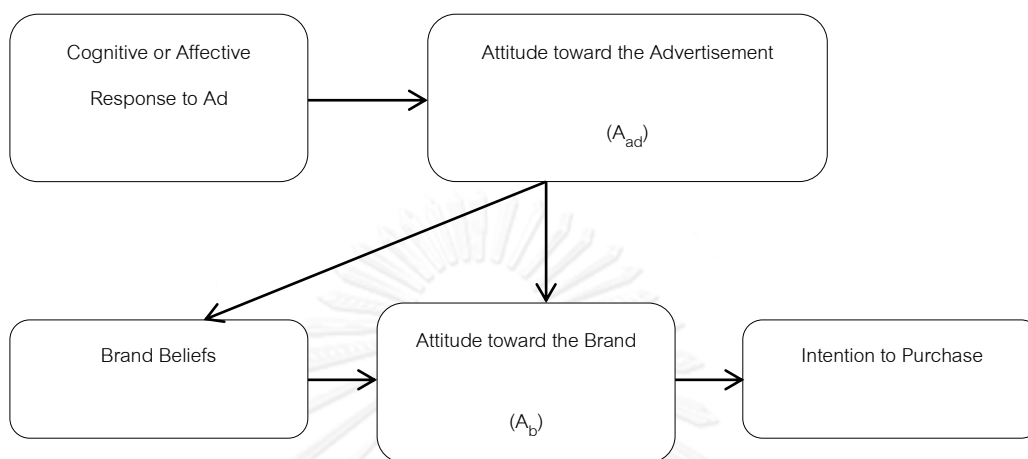 Cognitive or Affective
Response to Ad
Attitude toward the Advertisement
(Aad)
Brand Beliefs
Attitude toward the Brand
(Ab)
Intention to Purchase